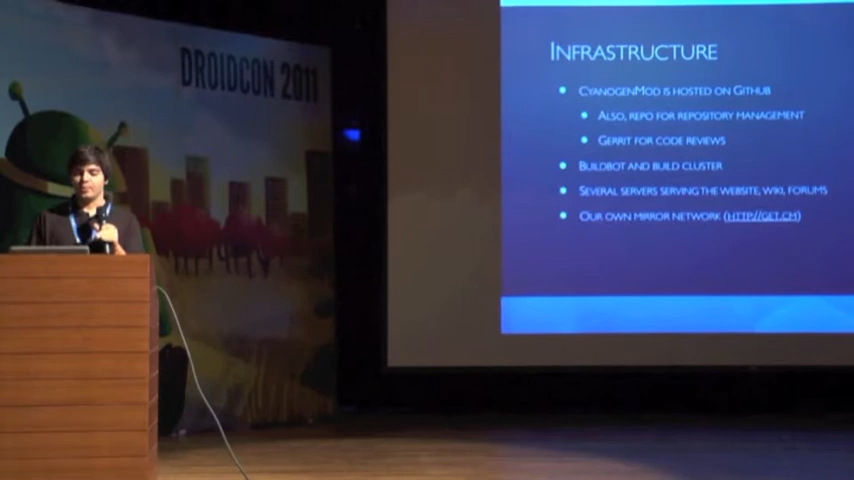 DROIDCON 2011
INFRASTRUCTURE
CYANOGENMOD IS HOSTED ON GITHUB
ALSO, REPO FOR REPOSITORY MANAGEMENT
GERRIT FOR CODE REVIEWS
BUILDBOT AND BUILD CLUSTER
SEVERAL SERVERS SERVING THE WEBSITE, WIKI, FORUMS
OUR OWN MIRROR NETWORK (HTTP://GET.CM)